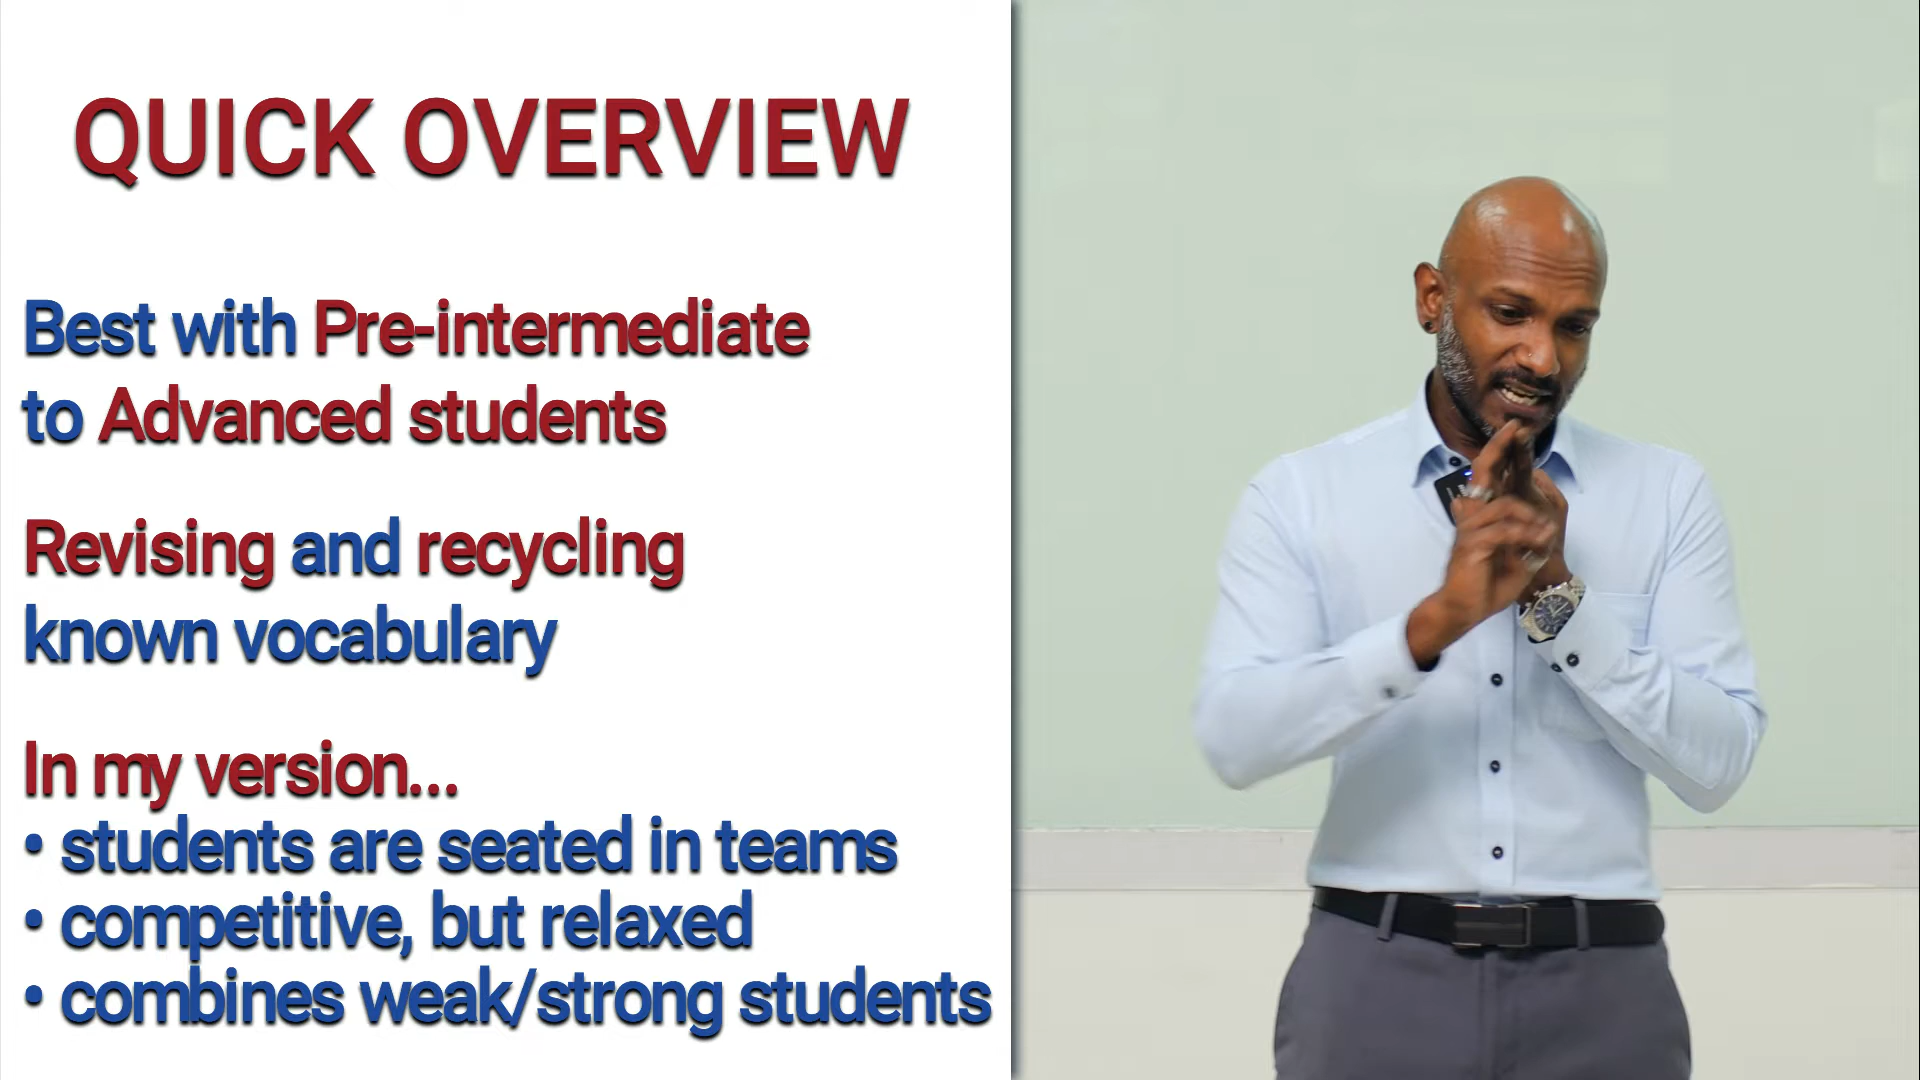 QUICK OVERVIEW
Best with Pre-intermediate
to Advanced students
Revising and recycling
known vocabulary
In my version...
• students are seated in teams
• competitive, but relaxed
• combines weak/strong students